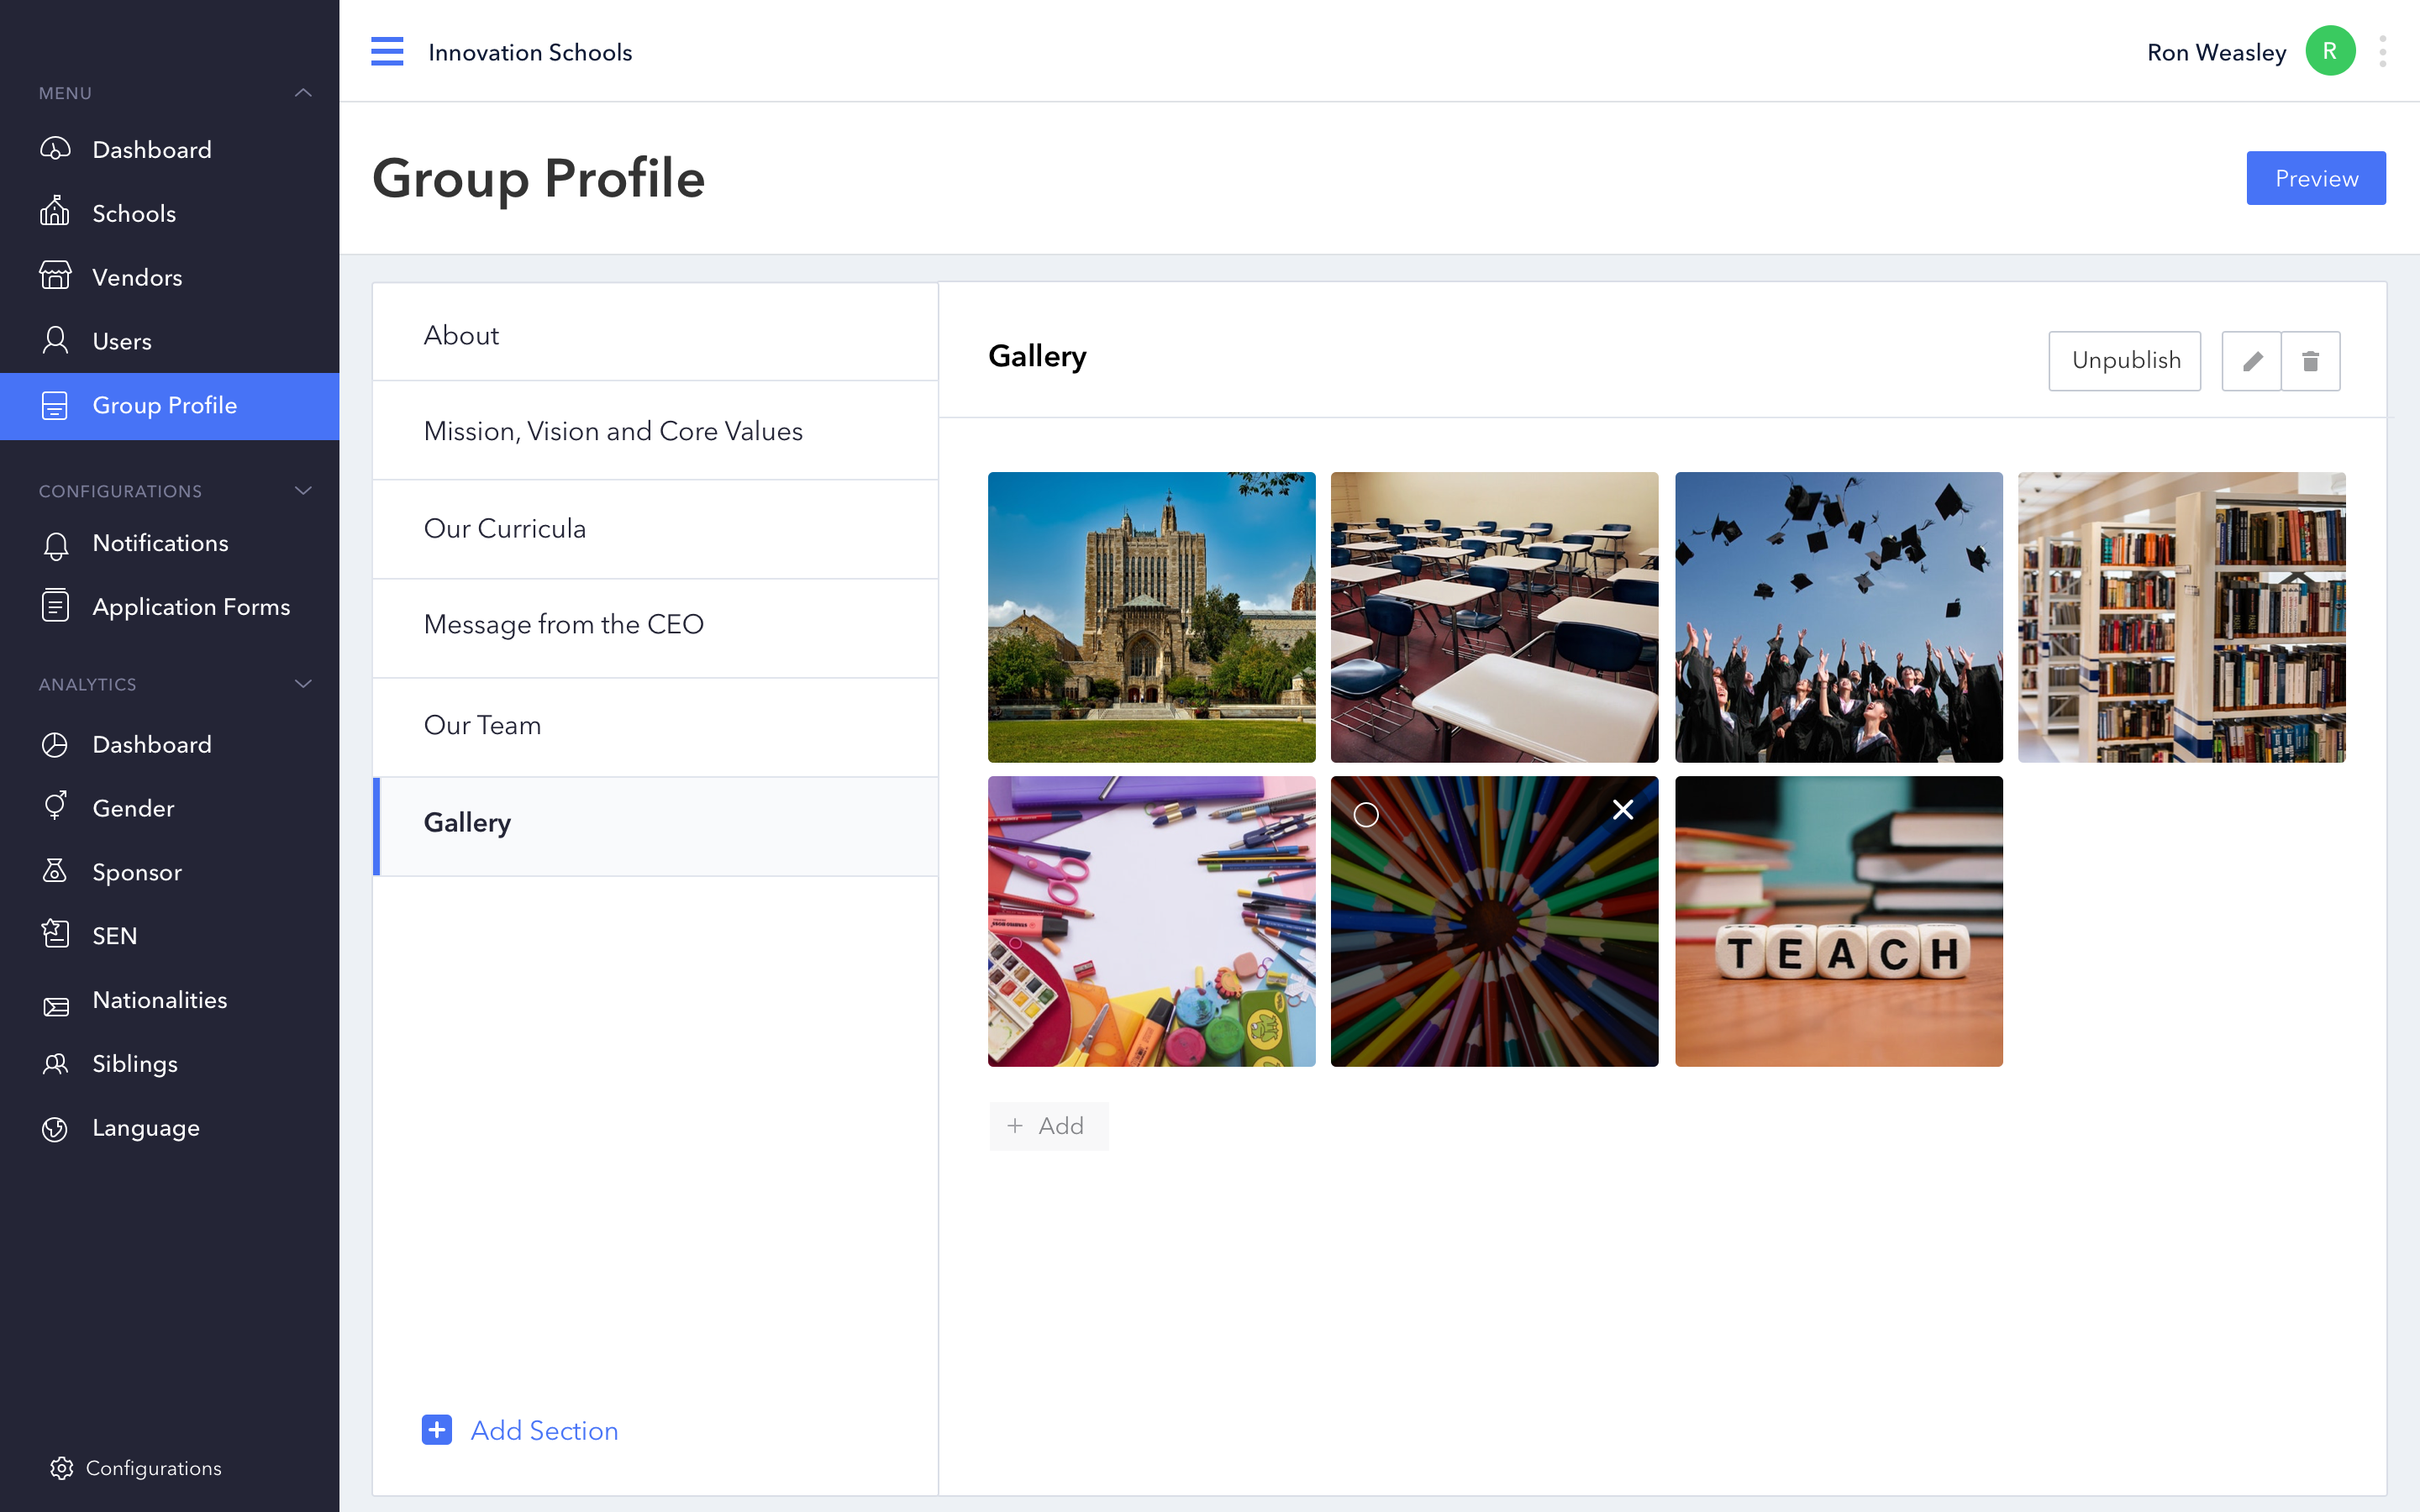 Innovation Schools
Ron Weasley
R
MENU
Dashboard
Schools
Vendors
Users
Group Profile
CONFIGURATIONS
Notifications
Application Forms
ANALYTICS
Dashboard
Gender
Sponsor
SEN
Nationalities
Siblings
Language
Configurations
Group Profile
Preview
About
Mission, Vision and Core Values
Our Curricula
Message from the CEO
Our Team
Gallery
Add Section
Gallery
Unpublish
TEACH
+ Add